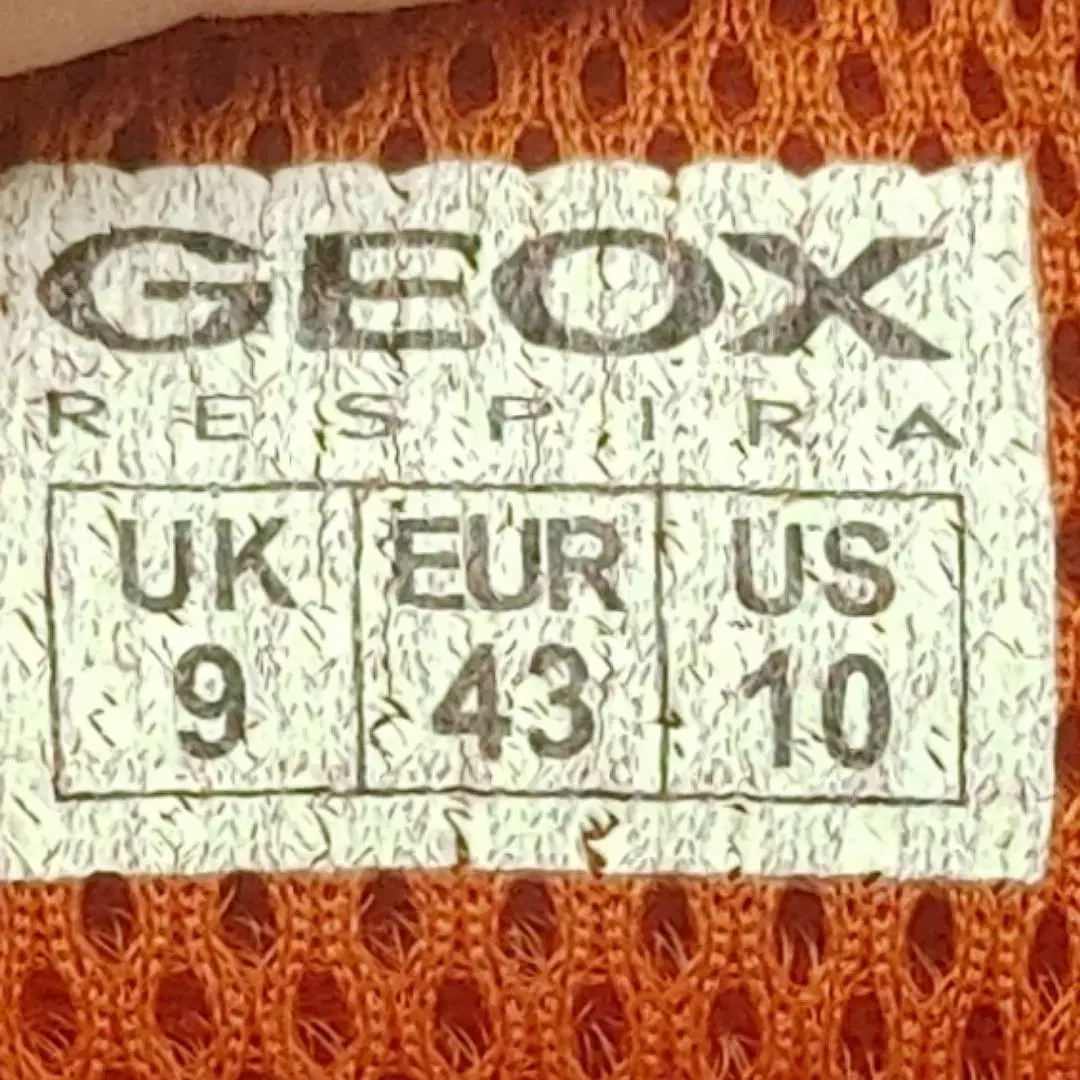 GEOX
RESPIRA
UK EUR US
9 43 10